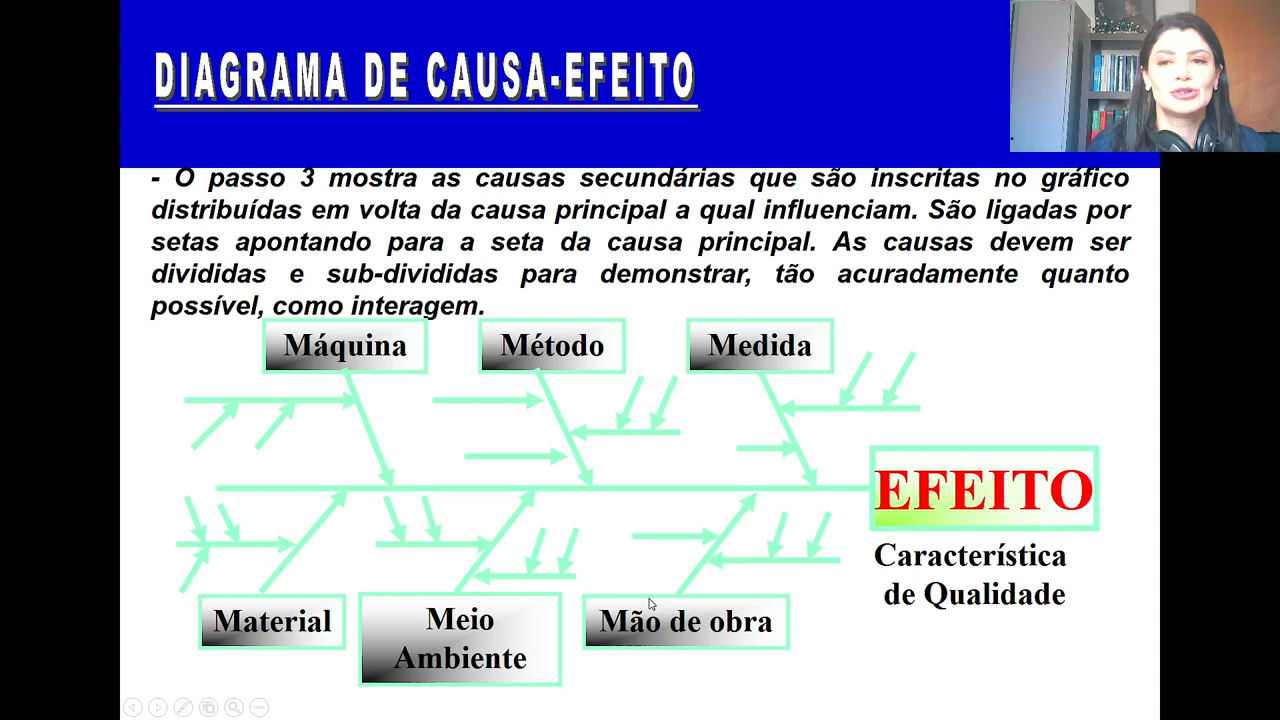 DIAGRAMA DE CAUSA-EFEITO
- O passo 3 mostra as causas secundárias que são inscritas no gráfico
distribuídas em volta da causa principal a qual influenciam. São ligadas por
setas apontando para a seta da causa principal. As causas devem ser
divididas e sub-divididas para demonstrar, tão acuradamente quanto
possível, como interagem.
Máquina
Método
Medida
EFEITO
Característica
de Qualidade
Material
Meio
Ambiente
Mão de obra